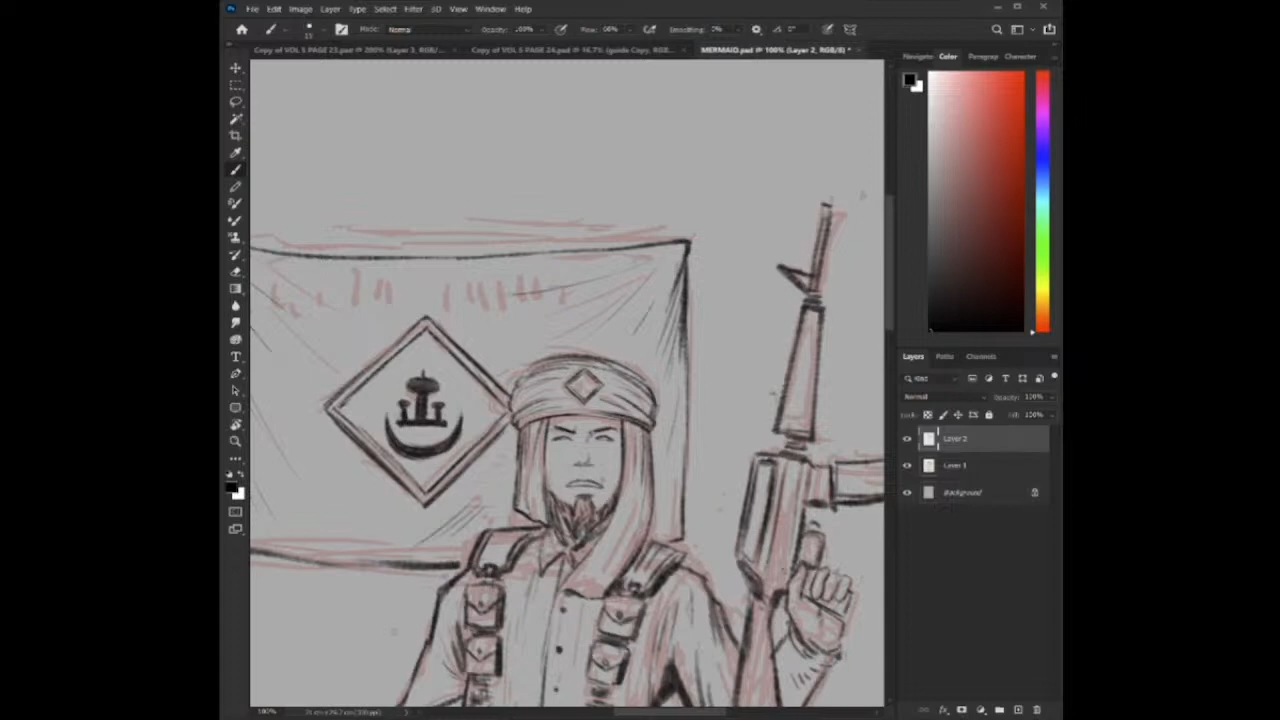 File Edit Image Layer Type Select Filter 3D View Window Help
Mode: Normal Opacity: 100% Flow: Smoothing: 0% 0°
Copy of VOL 5 PAGE 23.psd @ 200% (Layer 3, RGB/... Copy of VOL 5 PAGE 24.psd @ 16.7% (guide Copy, RGB... MERMAID.psd @ 100% (Layer 2, RGB/8) *
Navigator Color Paragraph Character
Layers Paths Channels
Kind
Normal Opacity: 100%
Lock: Fill: 100%
Layer 2
Layer 1
Background
100%